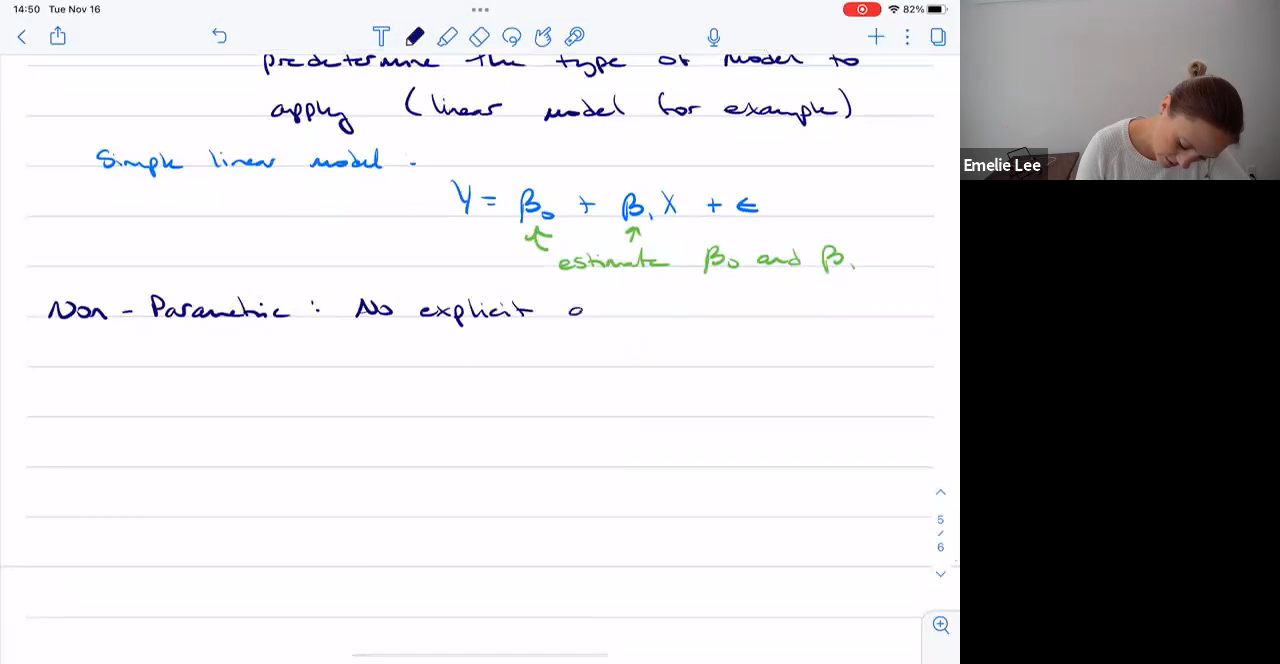 14:50 Tue Nov 16
82%
predetermine the type of model to
apply (linear model for example)
Simple linear model.
Y = β₀ + β₁X + ϵ
estimate β₀ and β₁
Non-Parametric: No explicit o
5
/
6
Emelie Lee